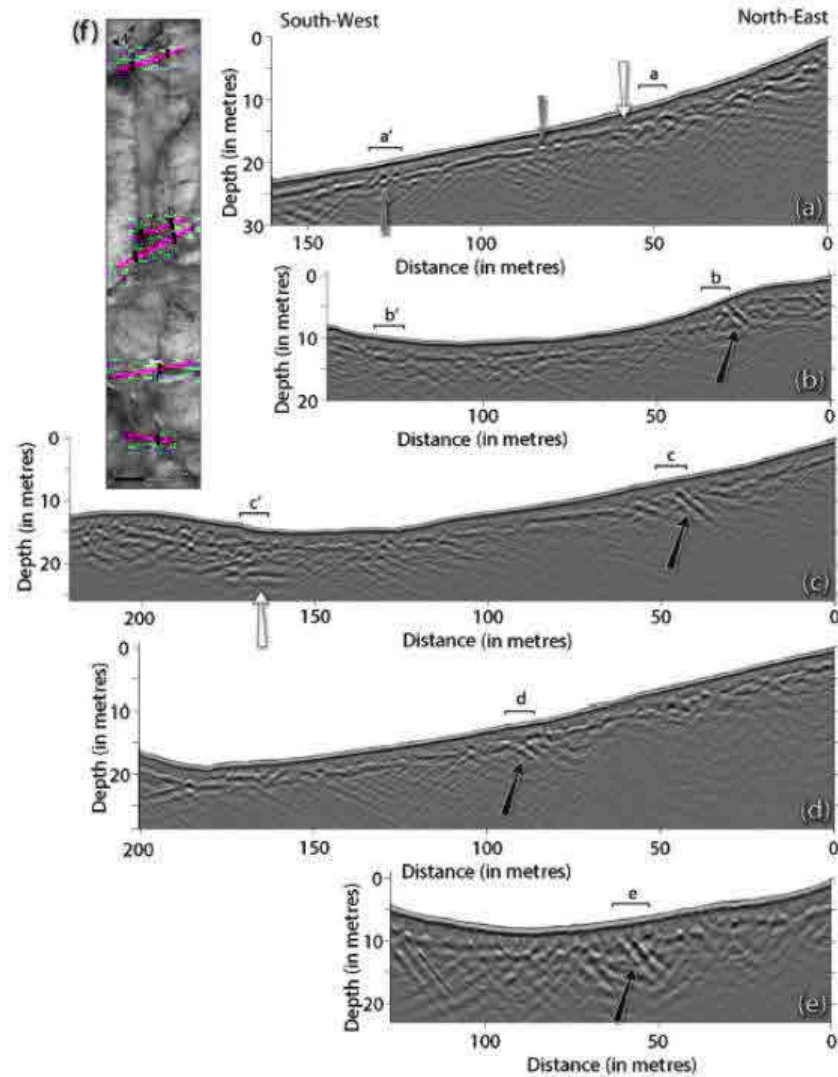 (f)
South-West
North-East
Depth (in metres)
0
10
20
30
a'
a
(a)
150
100
50
0
Distance (in metres)
Depth (in metres)
0
10
20
b'
b
(b)
100
50
0
Distance (in metres)
Depth (in metres)
0
10
20
c'
c
(c)
200
150
100
50
0
Distance (in metres)
Depth (in metres)
0
10
20
d
(d)
200
150
100
50
0
Distance (in metres)
Depth (in metres)
0
10
20
e
(e)
100
50
0
Distance (in metres)